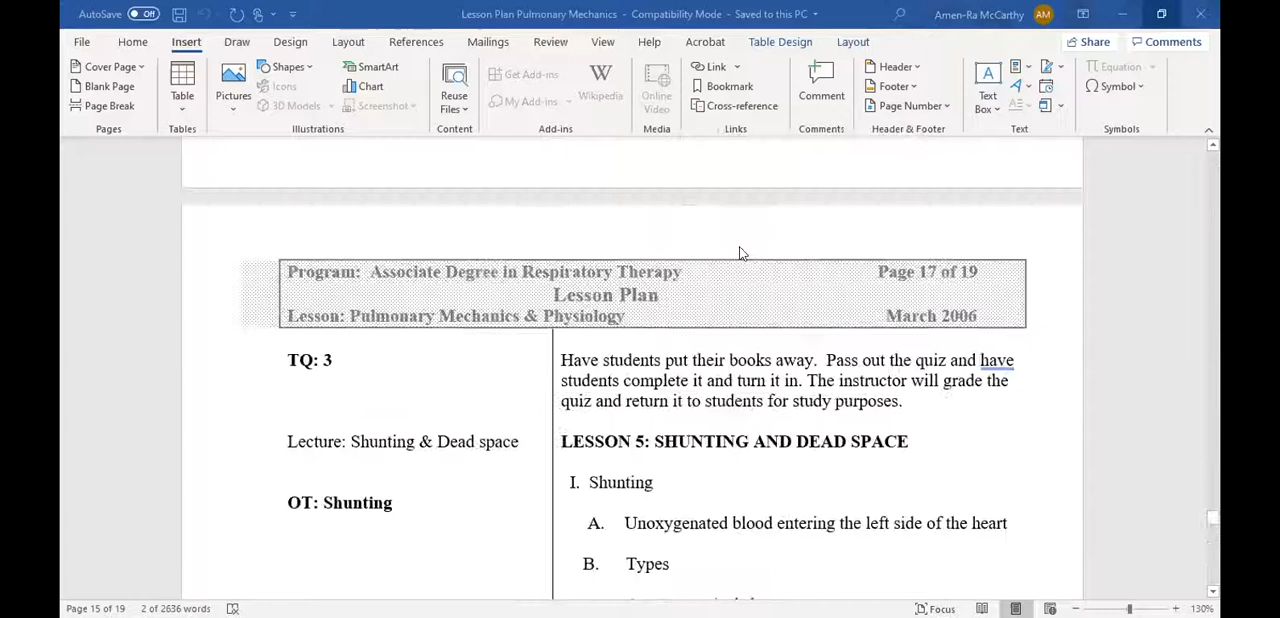 AutoSave Off Lesson Plan Pulmonary Mechanics - Compatibility Mode - Saved to this PC Amen-Ra McCarthy AM
File Home Insert Draw Design Layout References Mailings Review View Help Acrobat Table Design Layout Share Comments
Cover Page
Blank Page
Page Break
Pages
Table
Tables
Pictures
Shapes
Icons
3D Models
SmartArt
Chart
Screenshot
Illustrations
Reuse
Files
Content
Get Add-ins
My Add-ins
Wikipedia
Add-ins
Online
Video
Media
Link
Bookmark
Cross-reference
Links
Comment
Comments
Header
Footer
Page Number
Header & Footer
Text
Box
Text
Equation
Symbol
Symbols
Program: Associate Degree in Respiratory Therapy Page 17 of 19
Lesson Plan
Lesson: Pulmonary Mechanics & Physiology March 2006
TQ: 3
Have students put their books away. Pass out the quiz and have
students complete it and turn it in. The instructor will grade the
quiz and return it to students for study purposes.
Lecture: Shunting & Dead space
LESSON 5: SHUNTING AND DEAD SPACE
I. Shunting
OT: Shunting
A. Unoxygenated blood entering the left side of the heart
B. Types
Page 15 of 19 2 of 2636 words Focus 130%